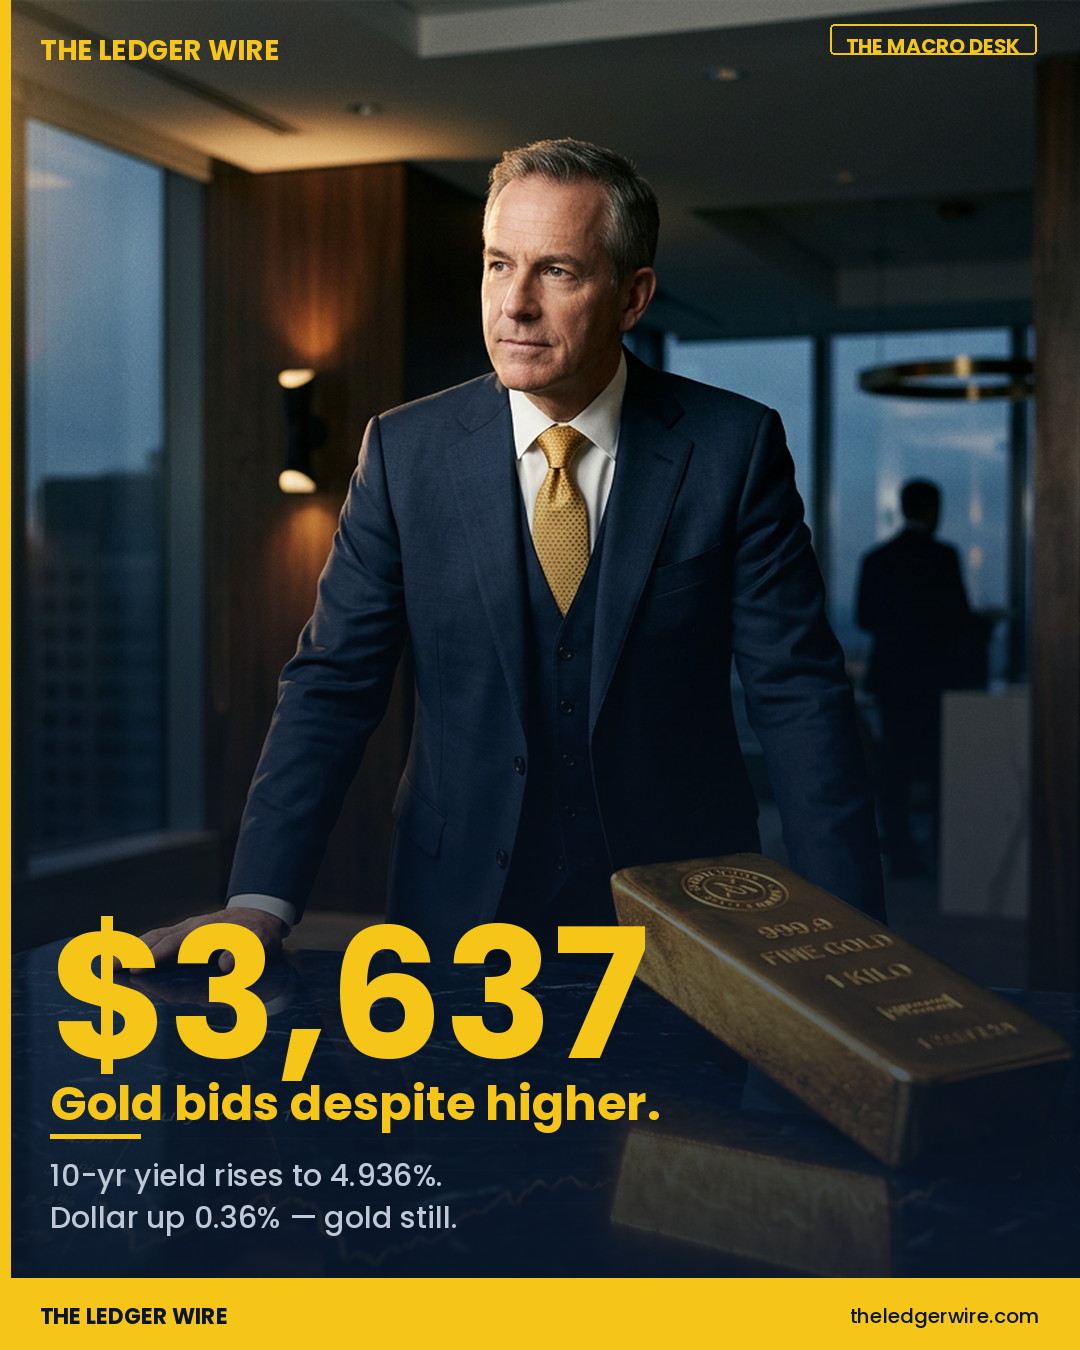 THE LEDGER WIRE
THE MACRO DESK
999.9
FINE GOLD
1 KILO
$3,637
Gold bids despite higher.
10-yr yield rises to 4.936%.
Dollar up 0.36% — gold still.
THE LEDGER WIRE
theledgerwire.com